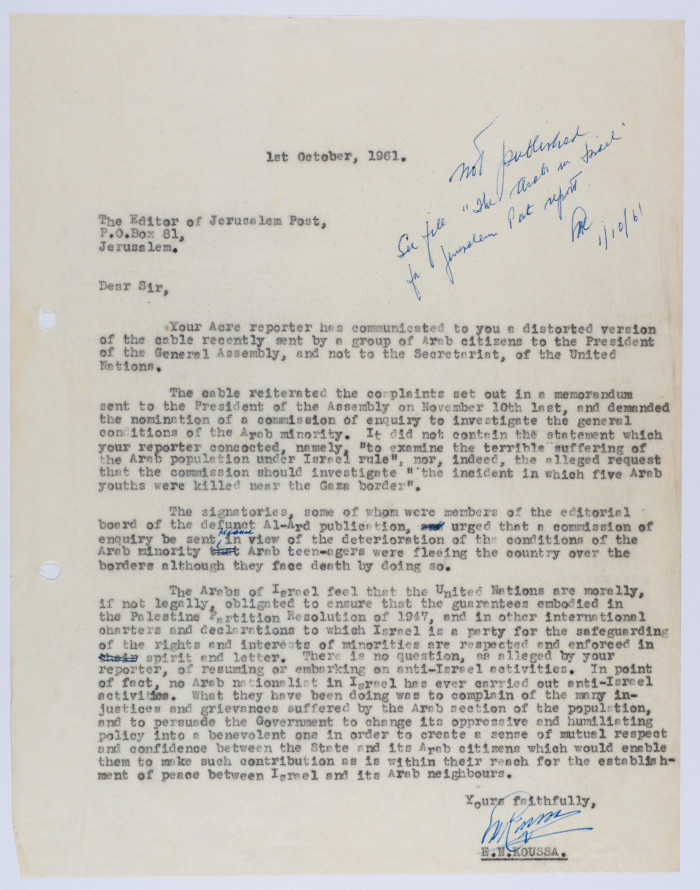 1st October, 1961.
not published
See file "The Arabs in Israel"
for Jerusalem Post report.
1/10/61
The Editor of Jerusalem Post,
P.O.Box 81,
Jerusalem.
Dear Sir,
Your Acre reporter has communicated to you a distorted version
of the cable recently sent by a group of Arab citizens to the President
of the General Assembly, and not to the Secretariat, of the United
Nations.
The cable reiterated the complaints set out in a memorandum
sent to the President of the Assembly on November 10th last, and demanded
the nomination of a commission of enquiry to investigate the general
conditions of the Arab minority. It did not contain the statement which
your reporter concocted, namely, "to examine the terrible suffering of
the Arab population under Israel rule", nor, indeed, the alleged request
that the commission should investigate "the incident in which five Arab
youths were killed near the Gaza border".
The signatories, some of whom were members of the editorial
board of the defunct Al-Ard publication, urged that a commission of
enquiry be sent, in view of the deterioration of the conditions of the
Arab minority that because Arab teen-agers were fleeing the country over the
borders although they face death by doing so.
The Arabs of Israel feel that the United Nations are morally,
if not legally, obligated to ensure that the guarantees embodied in
the Palestine Partition Resolution of 1947, and in other international
charters and declarations to which Israel is a party for the safeguarding
of the rights and interests of minorities are respected and enforced in
their spirit and letter. There is no question, as alleged by your
reporter, of resuming or embarking on anti-Israel activities. In point
of fact, no Arab nationalist in Israel has ever carried out anti-Israel
activities. What they have been doing was to complain of the many in-
justices and grievances suffered by the Arab section of the population,
and to persuade the Government to change its oppressive and humiliating
policy into a benevolent one in order to create a sense of mutual respect
and confidence between the State and its Arab citizens which would enable
them to make such contribution as is within their reach for the establish-
ment of peace between Israel and its Arab neighbours.
Yours faithfully,
E.N.KOUSSA.